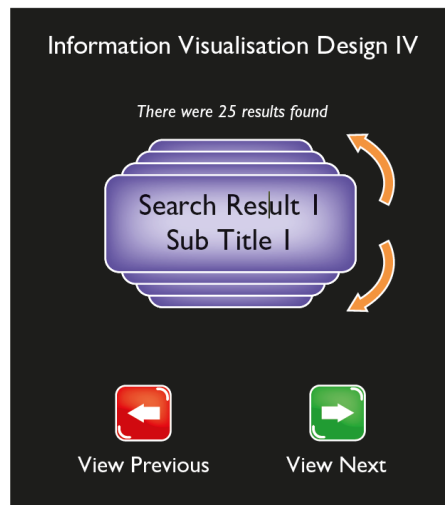 Information Visualisation Design IV
There were 25 results found
Search Result 1
Sub Title 1
View Previous
View Next